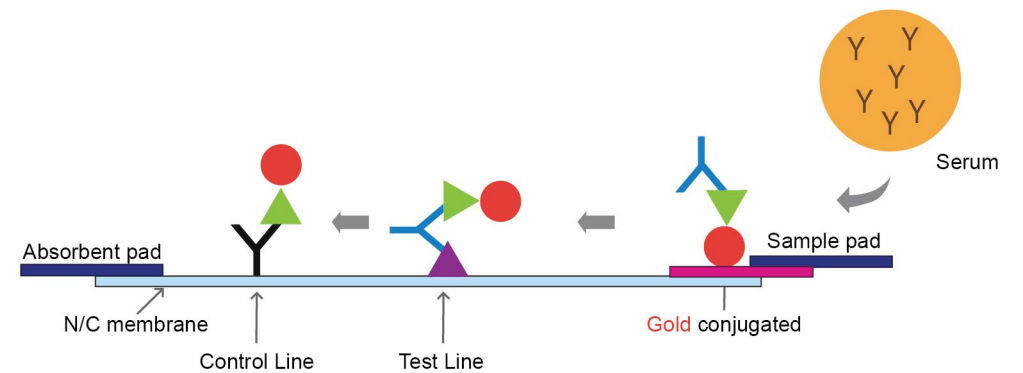 Serum
Sample pad
Absorbent pad
N/C membrane
Gold conjugated
Control Line
Test Line